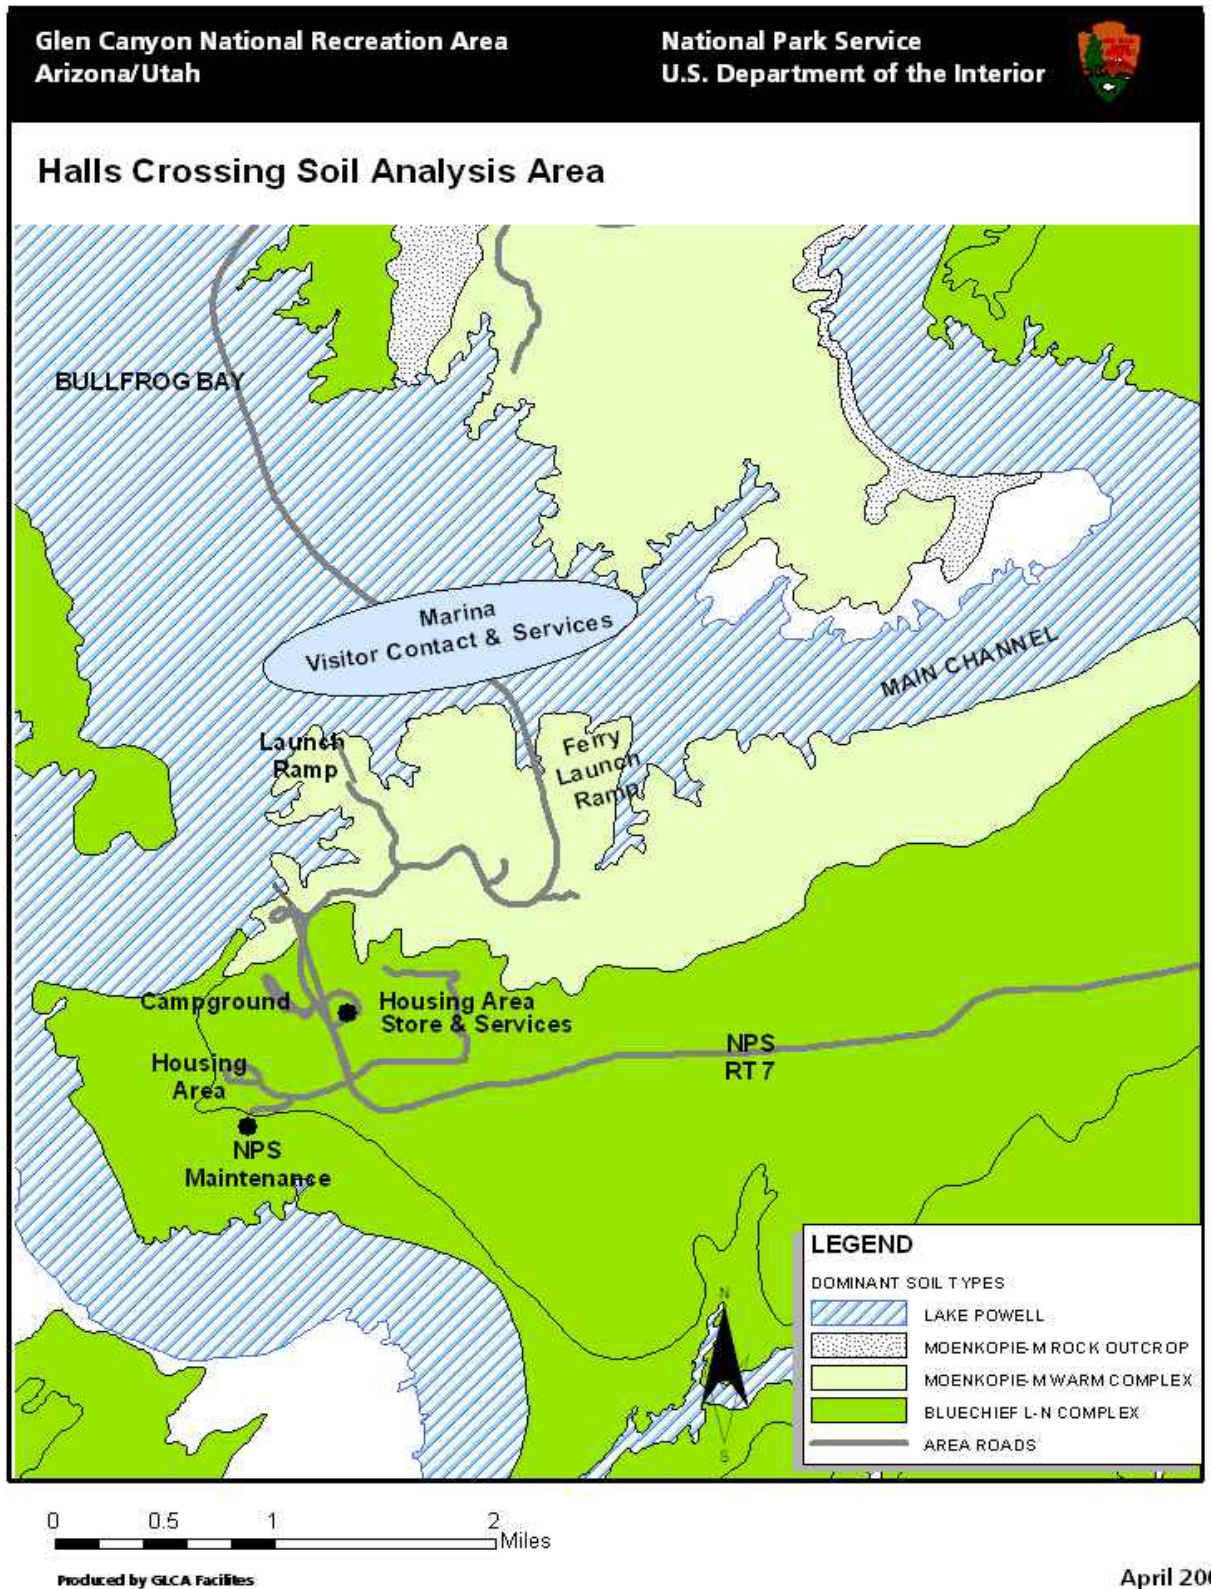 Glen Canyon National Recreation Area
Arizona/Utah
National Park Service
U.S. Department of the Interior
Halls Crossing Soil Analysis Area
BULLFROG BAY
Marina
Visitor Contact & Services
MAIN CHANNEL
Launch
Ramp
Ferry
Launch
Ramp
Campground
Housing Area
Store & Services
Housing
Area
NPS
RT 7
NPS
Maintenance
N
S
LEGEND
DOMINANT SOIL TYPES
LAKE POWELL
MOENKOPIE-M ROCK OUTCROP
MOENKOPIE-M WARM COMPLEX
BLUECHIEF L-N COMPLEX
AREA ROADS
0 0.5 1 2
Miles
Produced by GLCA Facilites
April